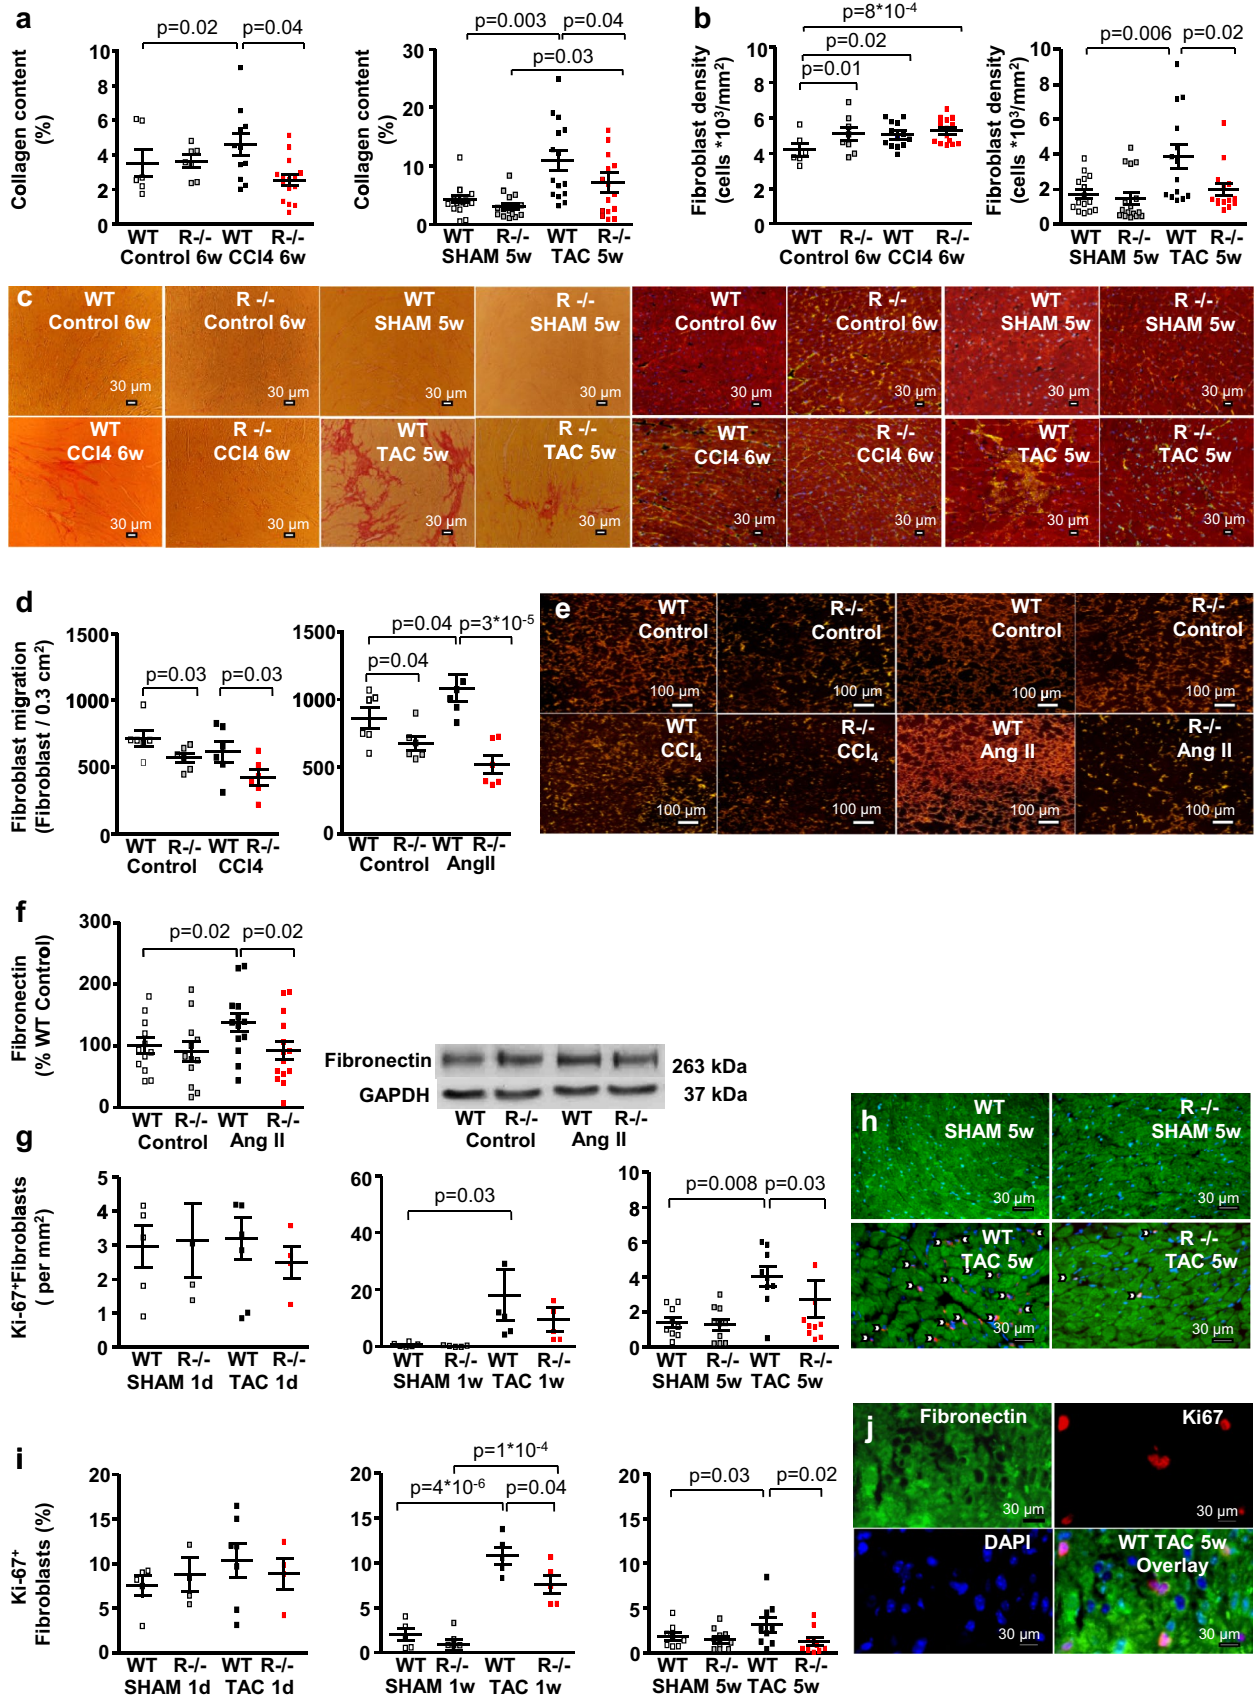 a
p=0.02
p=0.04
Collagen content
(%)
10
8
6
4
2
0
WT R-/- WT R-/-
Control 6w CCl4 6w
p=0.003
p=0.04
p=0.03
Collagen content
(%)
30
20
10
0
WT R-/- WT R-/-
SHAM 5w TAC 5w
b
p=8*10-4
p=0.02
p=0.01
Fibroblast density
(cells *10³/mm²)
10
8
6
4
2
0
WT R-/- WT R-/-
Control 6w CCl4 6w
p=0.006
p=0.02
Fibroblast density
(cells *10³/mm²)
10
8
6
4
2
0
WT R-/- WT R-/-
SHAM 5w TAC 5w
c
WT
Control 6w
30 µm
R -/-
Control 6w
30 µm
WT
SHAM 5w
30 µm
R -/-
SHAM 5w
30 µm
WT
Control 6w
30 µm
R -/-
Control 6w
30 µm
WT
SHAM 5w
30 µm
R -/-
SHAM 5w
30 µm
WT
CCl4 6w
30 µm
R -/-
CCl4 6w
30 µm
WT
TAC 5w
30 µm
R -/-
TAC 5w
30 µm
WT
CCl4 6w
30 µm
R -/-
CCl4 6w
30 µm
WT
TAC 5w
30 µm
R -/-
TAC 5w
30 µm
d
Fibroblast migration
(Fibroblast / 0.3 cm²)
1500
1000
500
0
p=0.03
p=0.03
WT R-/- WT R-/-
Control CCl4
1500
1000
500
0
p=0.04
p=3*10-5
p=0.04
WT R-/- WT R-/-
Control AngII
e
WT
Control
100 µm
R-/-
Control
100 µm
WT
Control
100 µm
R-/-
Control
100 µm
WT
CCl₄
100 µm
R-/-
CCl₄
100 µm
WT
Ang II
100 µm
R-/-
Ang II
100 µm
f
Fibronectin
(% WT Control)
300
200
100
0
p=0.02
p=0.02
WT R-/- WT R-/-
Control Ang II
Fibronectin
263 kDa
GAPDH
37 kDa
WT R-/- WT R-/-
Control Ang II
g
Ki-67⁺Fibroblasts
( per mm²)
5
4
3
2
1
0
WT R-/- WT R-/-
SHAM 1d TAC 1d
60
40
20
0
p=0.03
WT R-/- WT R-/-
SHAM 1w TAC 1w
10
8
6
4
2
0
p=0.008
p=0.03
WT R-/- WT R-/-
SHAM 5w TAC 5w
h
WT
SHAM 5w
30 µm
R -/-
SHAM 5w
30 µm
WT
TAC 5w
30 µm
R -/-
TAC 5w
30 µm
i
Ki-67⁺
Fibroblasts (%)
20
15
10
5
0
WT R-/- WT R-/-
SHAM 1d TAC 1d
20
15
10
5
0
p=1*10-4
p=4*10-6
p=0.04
WT R-/- WT R-/-
SHAM 1w TAC 1w
20
15
10
5
0
p=0.03
p=0.02
WT R-/- WT R-/-
SHAM 5w TAC 5w
j
Fibronectin
30 µm
Ki67
30 µm
DAPI
30 µm
WT TAC 5w
Overlay
30 µm